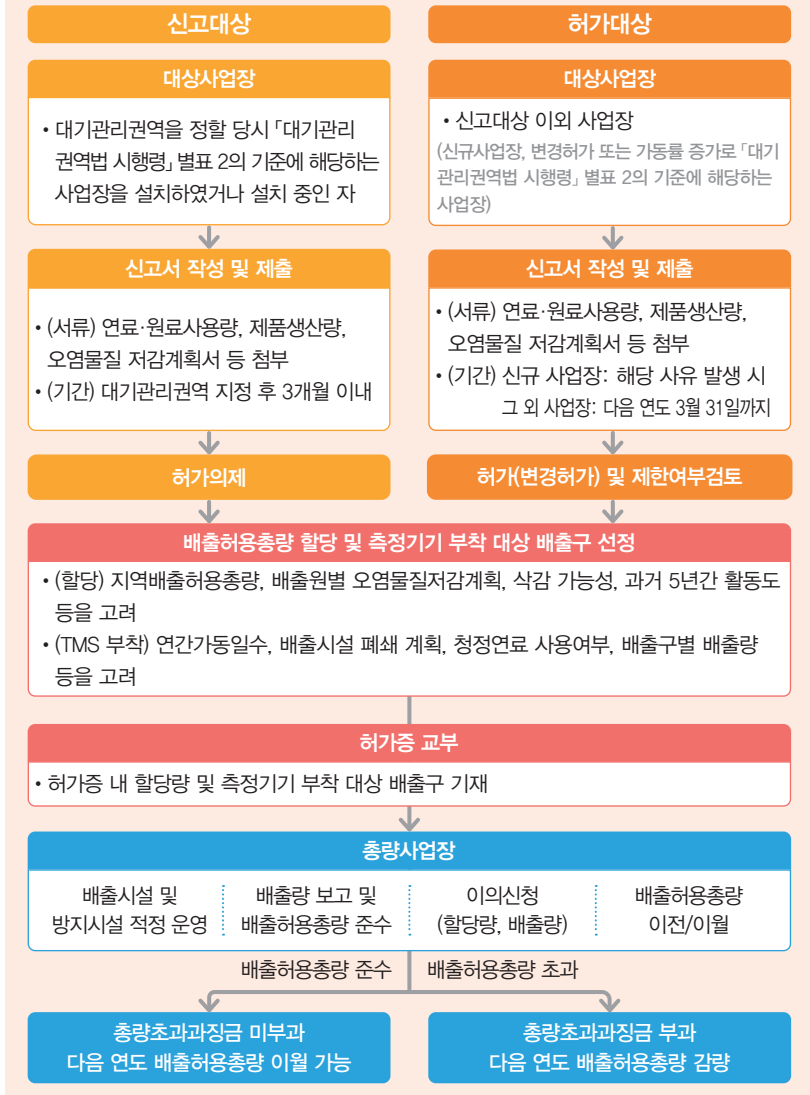 신고대상
대상사업장
• 대기관리권역을 정할 당시 「대기관리
권역법 시행령」 별표 2의 기준에 해당하는
사업장을 설치하였거나 설치 중인 자
신고서 작성 및 제출
• (서류) 연료·원료사용량, 제품생산량,
오염물질 저감계획서 등 첨부
• (기간) 대기관리권역 지정 후 3개월 이내
허가의제
허가대상
대상사업장
• 신고대상 이외 사업장
(신규사업장, 변경허가 또는 가동률 증가로 「대기
관리권역법 시행령」 별표 2의 기준에 해당하는
사업장)
신고서 작성 및 제출
• (서류) 연료·원료사용량, 제품생산량,
오염물질 저감계획서 등 첨부
• (기간) 신규 사업장: 해당 사유 발생 시
그 외 사업장: 다음 연도 3월 31일까지
허가(변경허가) 및 제한여부검토
배출허용총량 할당 및 측정기기 부착 대상 배출구 선정
• (할당) 지역배출허용총량, 배출원별 오염물질저감계획, 삭감 가능성, 과거 5년간 활동도
등을 고려
• (TMS 부착) 연간가동일수, 배출시설 폐쇄 계획, 청정연료 사용여부, 배출구별 배출량
등을 고려
허가증 교부
• 허가증 내 할당량 및 측정기기 부착 대상 배출구 기재
총량사업장
배출시설 및
방지시설 적정 운영
배출량 보고 및
배출허용총량 준수
이의신청
(할당량, 배출량)
배출허용총량
이전/이월
배출허용총량 준수
배출허용총량 초과
총량초과과징금 미부과
다음 연도 배출허용총량 이월 가능
총량초과과징금 부과
다음 연도 배출허용총량 감량